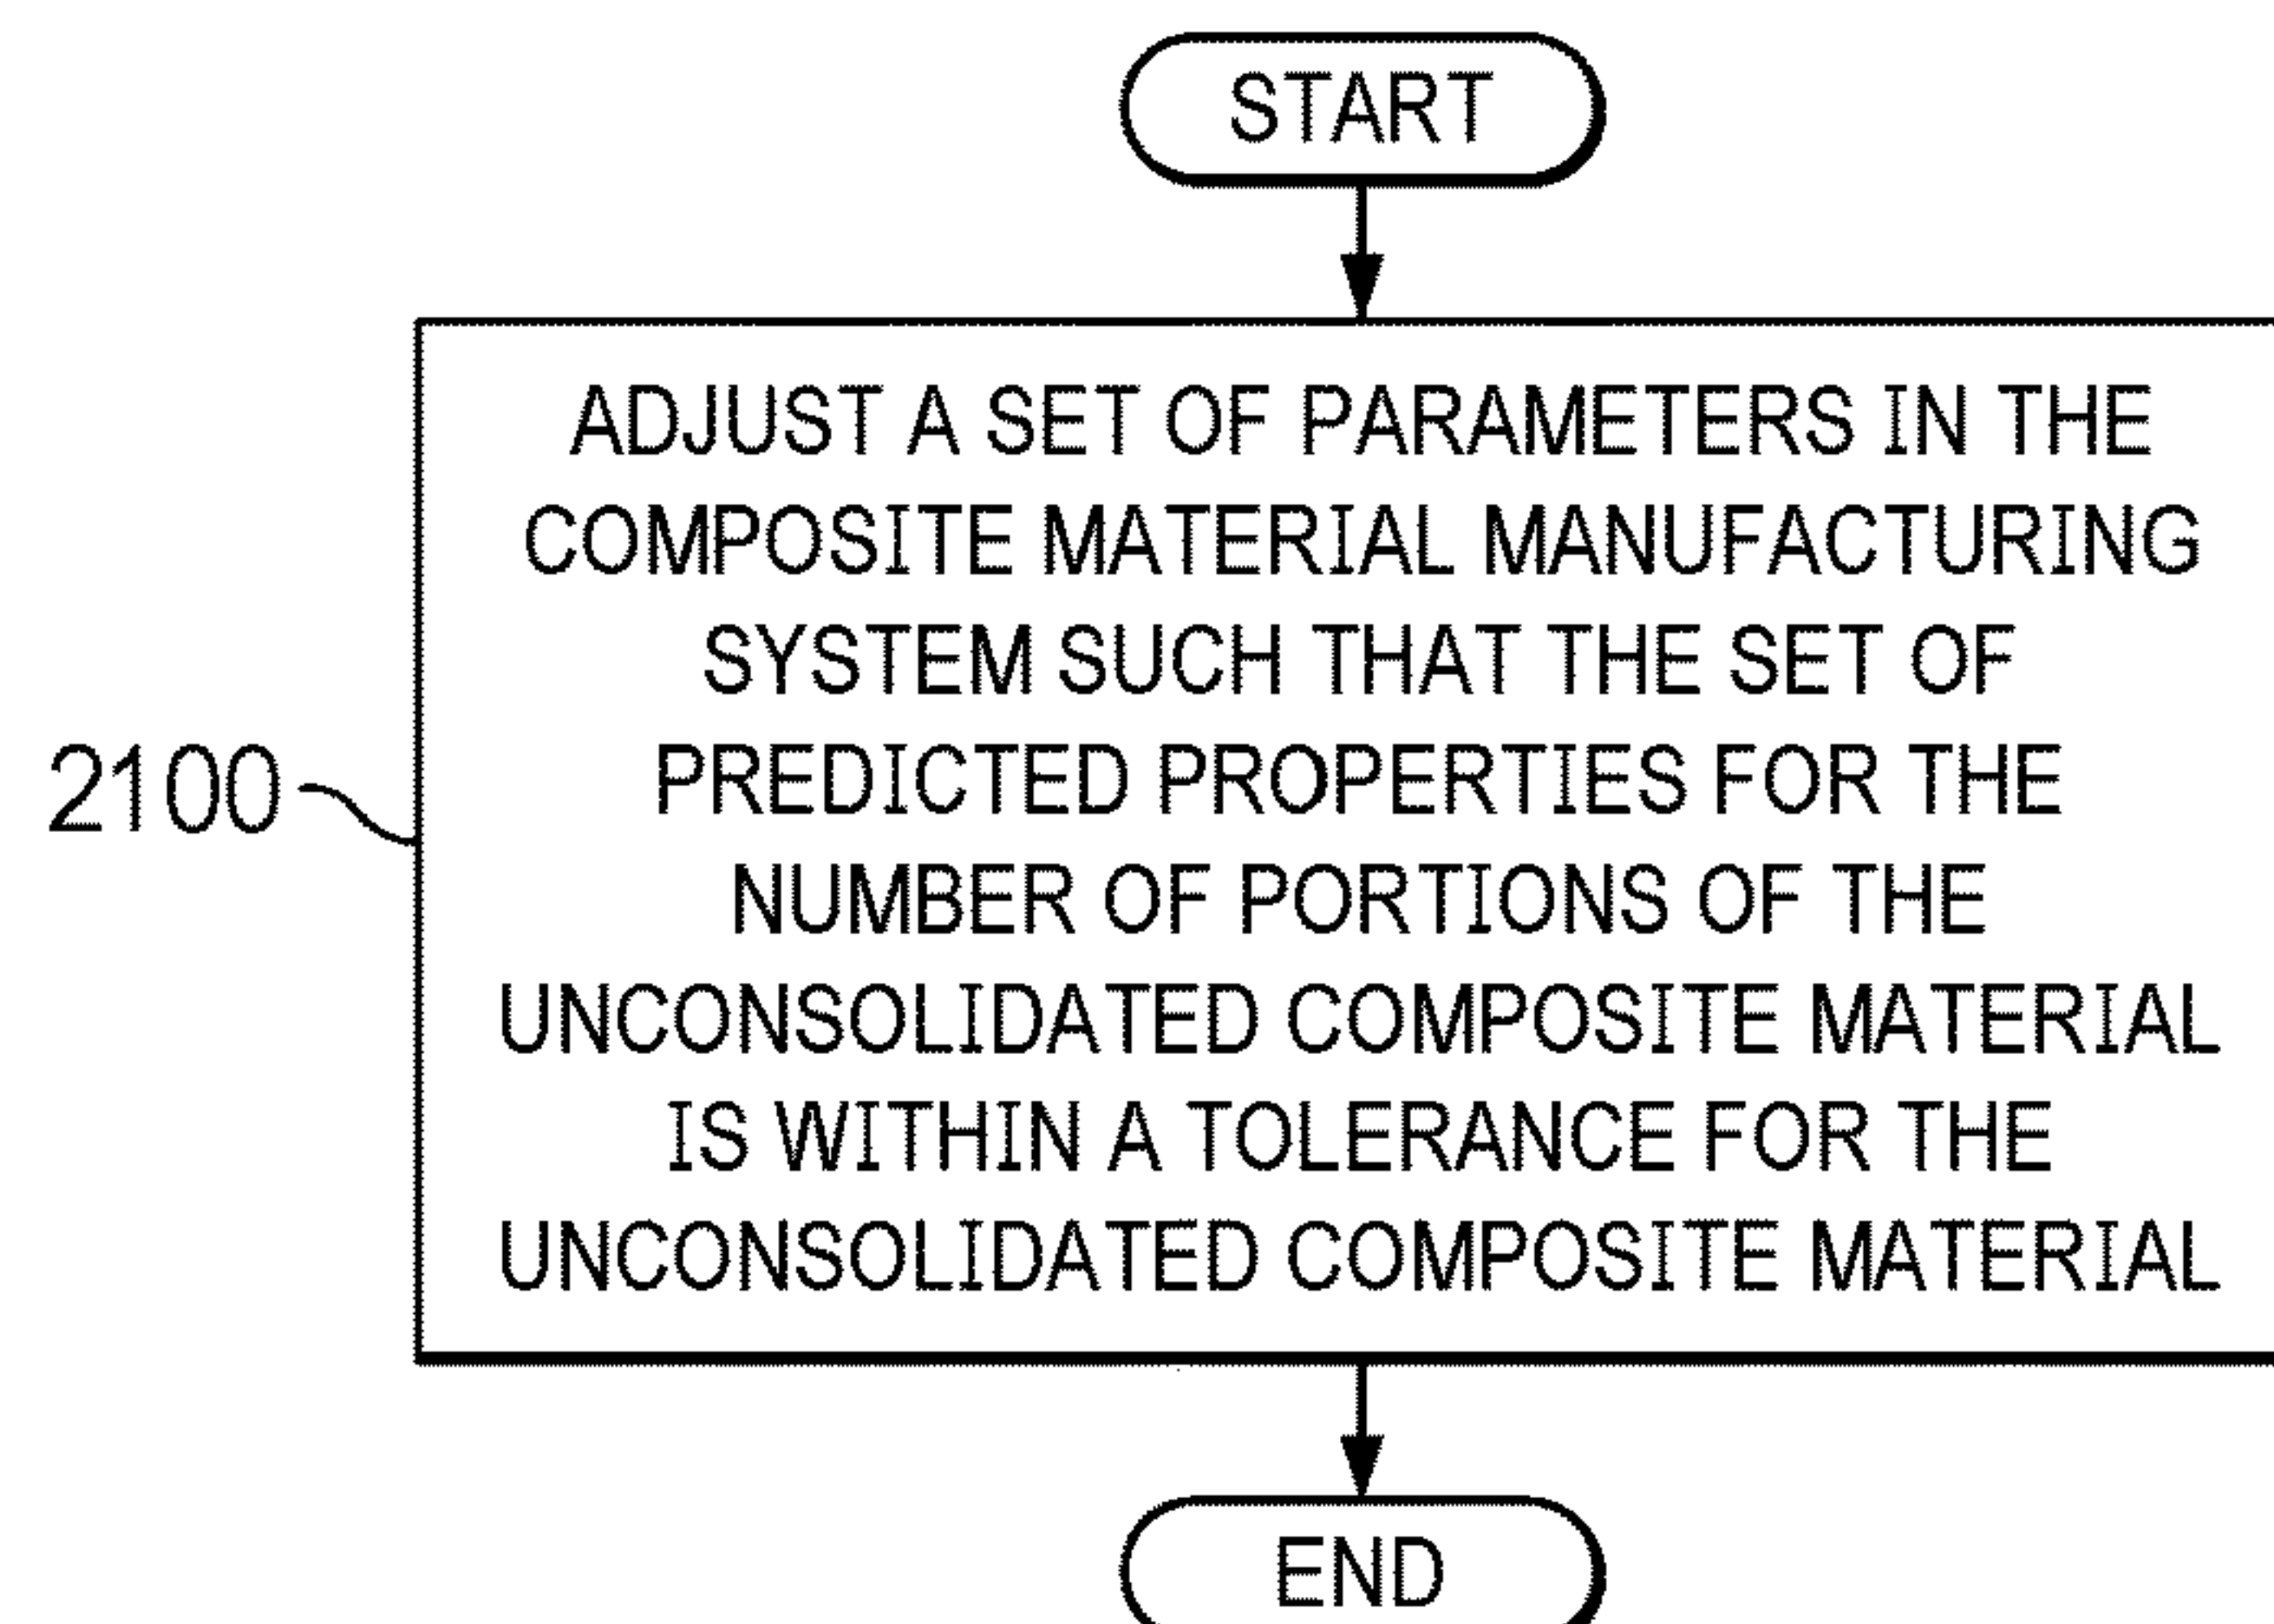 START
ADJUST A SET OF PARAMETERS IN THE
COMPOSITE MATERIAL MANUFACTURING
SYSTEM SUCH THAT THE SET OF
PREDICTED PROPERTIES FOR THE
2100
NUMBER OF PORTIONS OF THE
UNCONSOLIDATED COMPOSITE MATERIAL
IS WITHIN A TOLERANCE FOR THE
UNCONSOLIDATED COMPOSITE MATERIAL
END